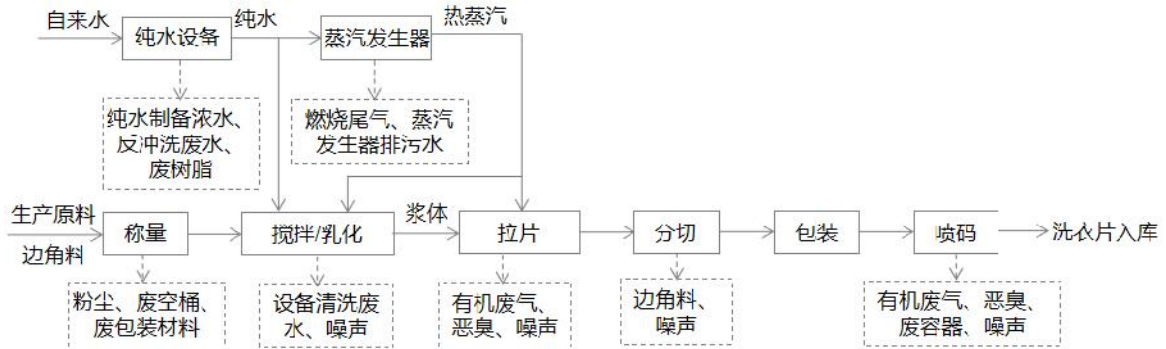 自来水
纯水设备
纯水
蒸汽发生器
热蒸汽
纯水制备浓水、
反冲洗废水、
废树脂
燃烧尾气、蒸汽
发生器排污水
生产原料
边角料
称量
搅拌/乳化
浆体
拉片
分切
包装
喷码
洗衣片入库
粉尘、废空桶、
废包装材料
设备清洗废
水、噪声
有机废气、
恶臭、噪声
边角料、
噪声
有机废气、恶臭、
废容器、噪声